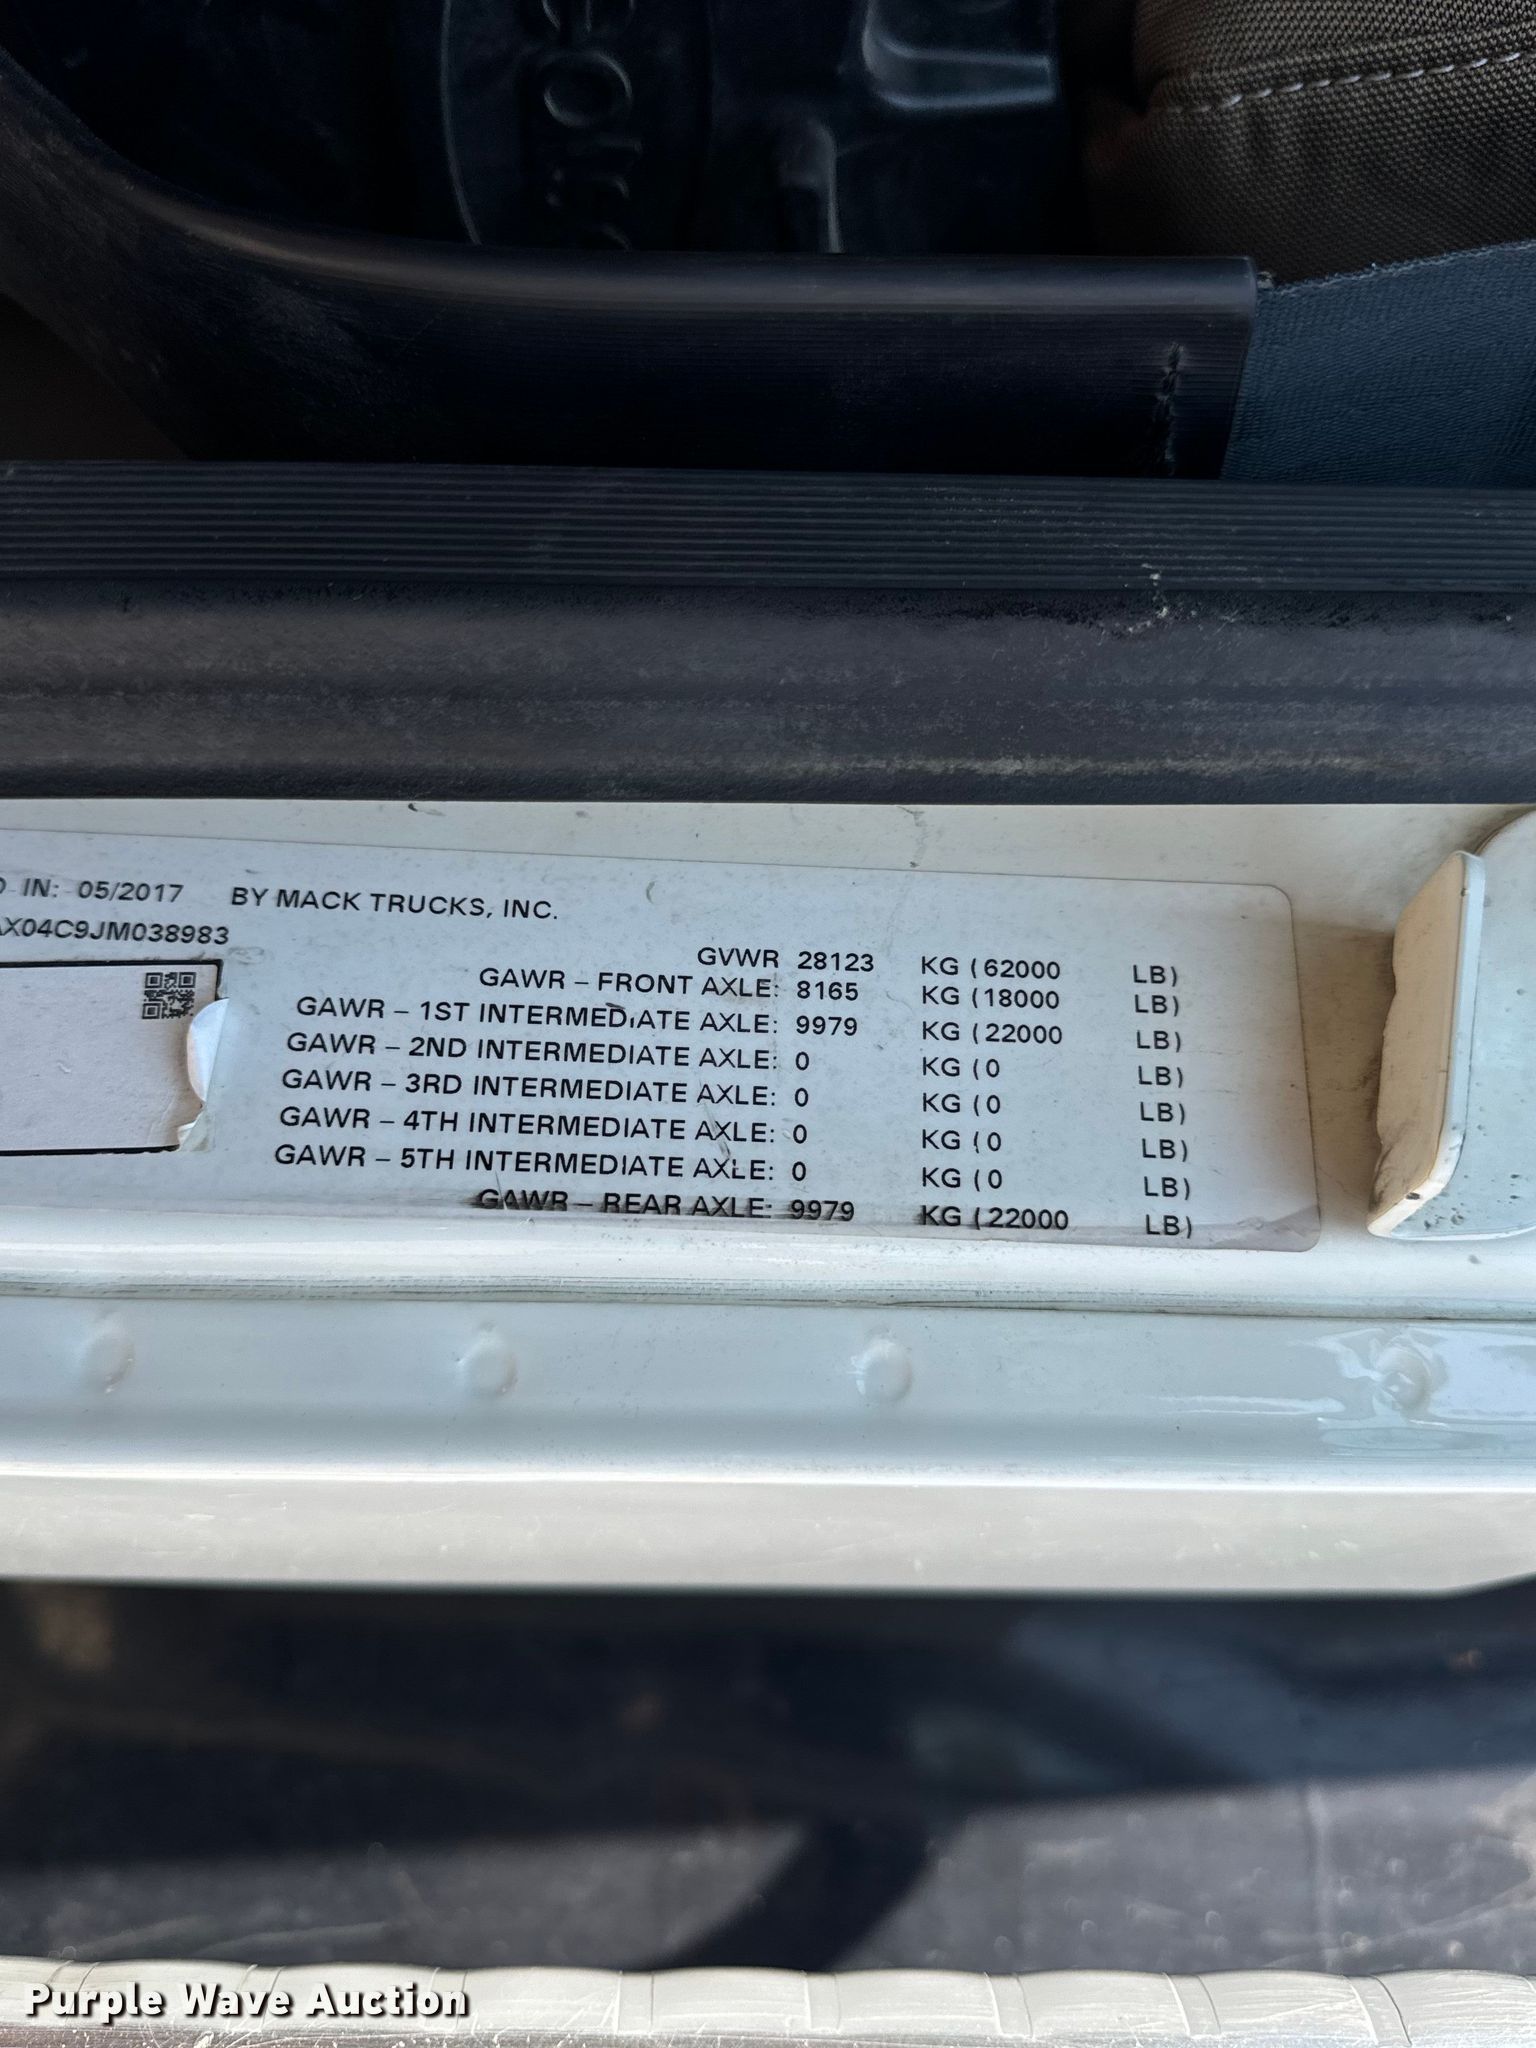 IN: 05/2017 BY MACK TRUCKS, INC.
X04C9JM038983
GVWR 28123 KG (62000 LB)
GAWR – FRONT AXLE: 8165 KG (18000 LB)
GAWR – 1ST INTERMEDIATE AXLE: 9979 KG (22000 LB)
GAWR – 2ND INTERMEDIATE AXLE: 0 KG (0 LB)
GAWR – 3RD INTERMEDIATE AXLE: 0 KG (0 LB)
GAWR – 4TH INTERMEDIATE AXLE: 0 KG (0 LB)
GAWR – 5TH INTERMEDIATE AXLE: 0 KG (0 LB)
GAWR – REAR AXLE: 9979 KG (22000 LB)
Purple Wave Auction